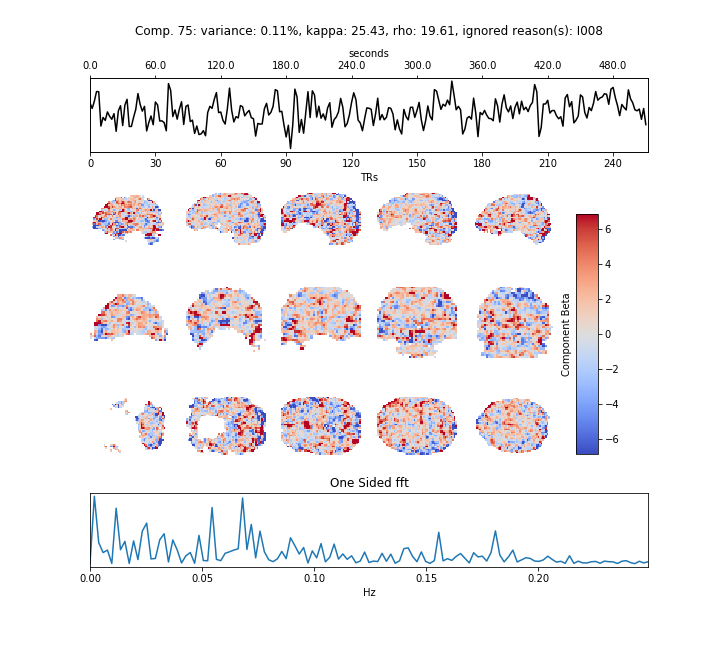 Comp. 75: variance: 0.11%, kappa: 25.43, rho: 19.61, ignored reason(s): I008
seconds
0.0 60.0 120.0 180.0 240.0 300.0 360.0 420.0 480.0
0 30 60 90 120 150 180 210 240
TRs
6
4
2
0
−2
−4
−6
Component Beta
One Sided fft
0.00 0.05 0.10 0.15 0.20
Hz